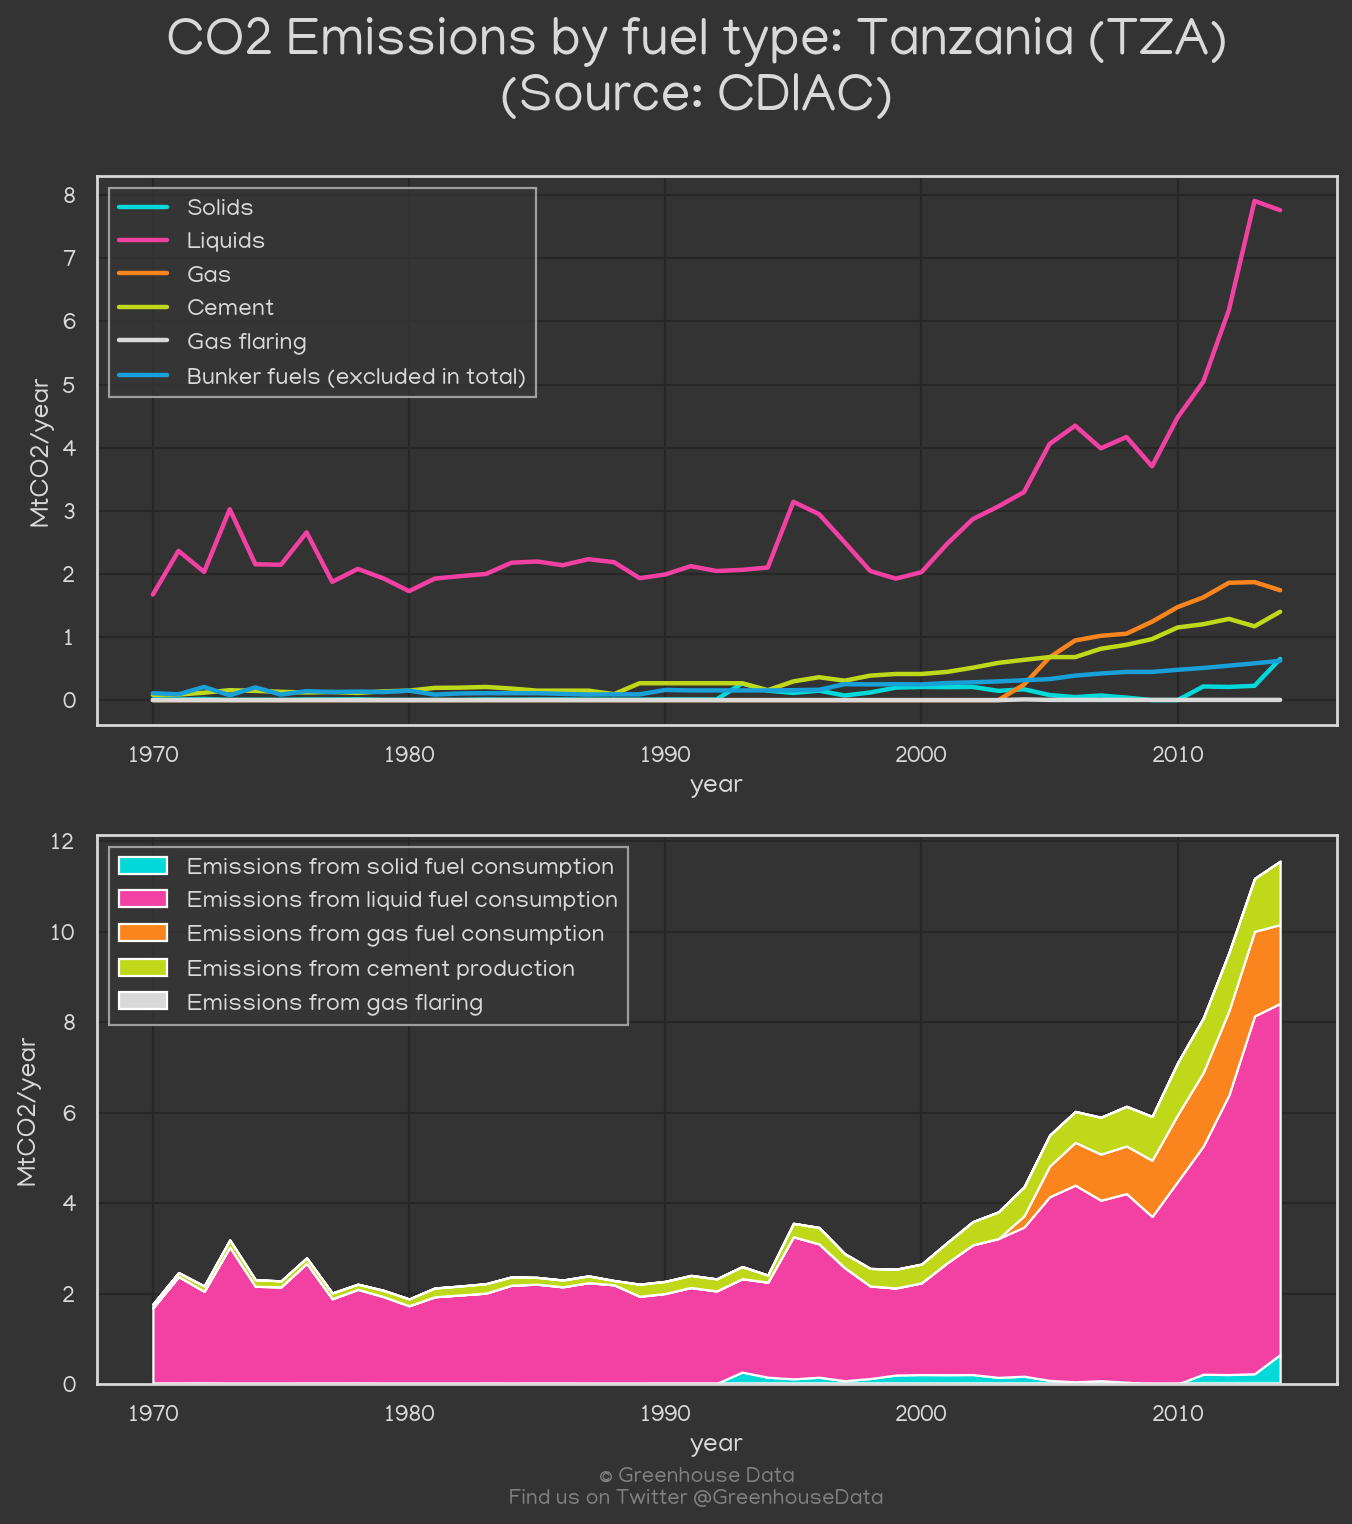 CO2 Emissions by fuel type: Tanzania (TZA)
(Source: CDIAC)
8
7
6
5
4
3
2
1
0
MtCO2/year
Solids
Liquids
Gas
Cement
Gas flaring
Bunker fuels (excluded in total)
1970 1980 1990 2000 2010
year
12
10
8
6
4
2
0
MtCO2/year
Emissions from solid fuel consumption
Emissions from liquid fuel consumption
Emissions from gas fuel consumption
Emissions from cement production
Emissions from gas flaring
1970 1980 1990 2000 2010
year
© Greenhouse Data
Find us on Twitter @GreenhouseData